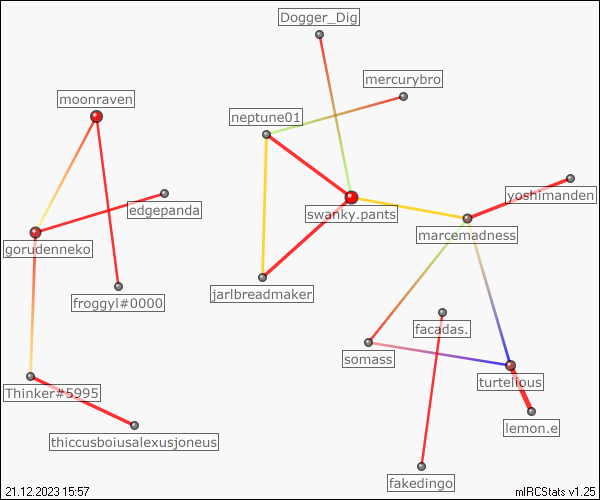 Dogger_Dig
mercurybro
moonraven
neptune01
yoshimanden
edgepanda
swanky.pants
marcemadness
gorudenneko
jarlbreadmaker
froggyl#0000
facadas.
somass
turtellous
Thinker#5995
lemon.e
thiccusboiusalexusjoneus
fakedingo
21.12.2023 15:57
mIRCStats v1.25